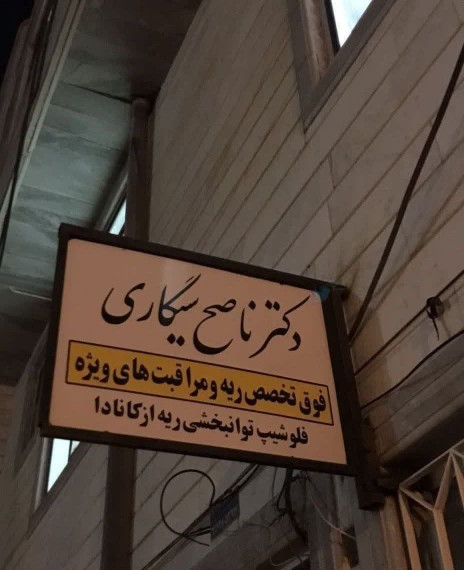 دکتر ناصح سیگاری
فوق تخصص ریه و مراقبت های ویژه
فلوشیپ توانبخشی ریه از کانادا